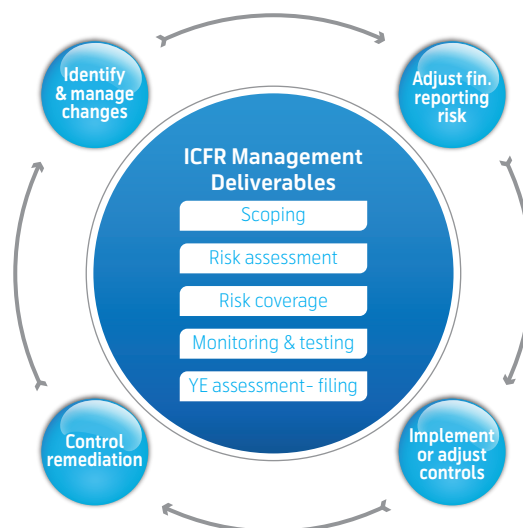 Identify
& manage
changes
Adjust fin.
reporting
risk
ICFR Management
Deliverables
Scoping
Risk assessment
Risk coverage
Monitoring & testing
YE assessment- filing
Control
remediation
Implement
or adjust
controls